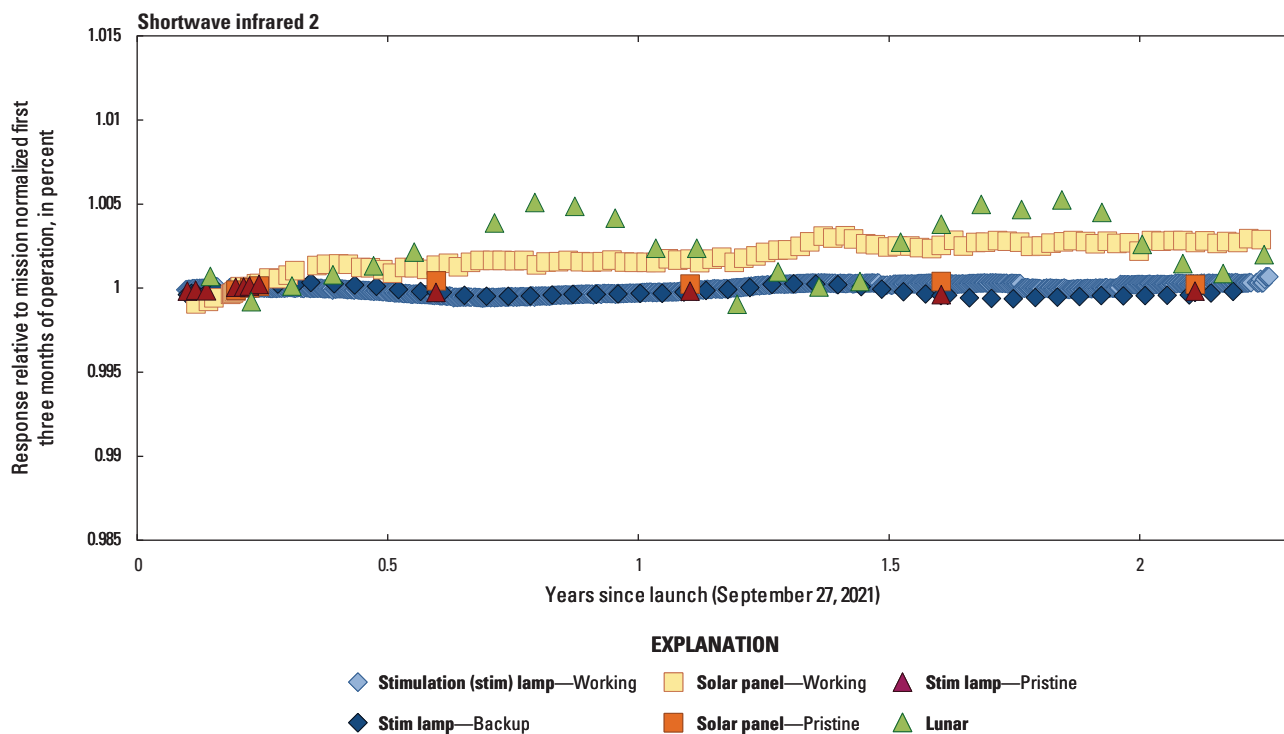 Shortwave infrared 2
1.015
1.01
1.005
1
0.995
0.99
0.985
Response relative to mission normalized first
three months of operation, in percent
0
0.5
1
1.5
2
Years since launch (September 27, 2021)
EXPLANATION
Stimulation (stim) lamp—Working
Solar panel—Working
Stim lamp—Pristine
Stim lamp—Backup
Solar panel—Pristine
Lunar